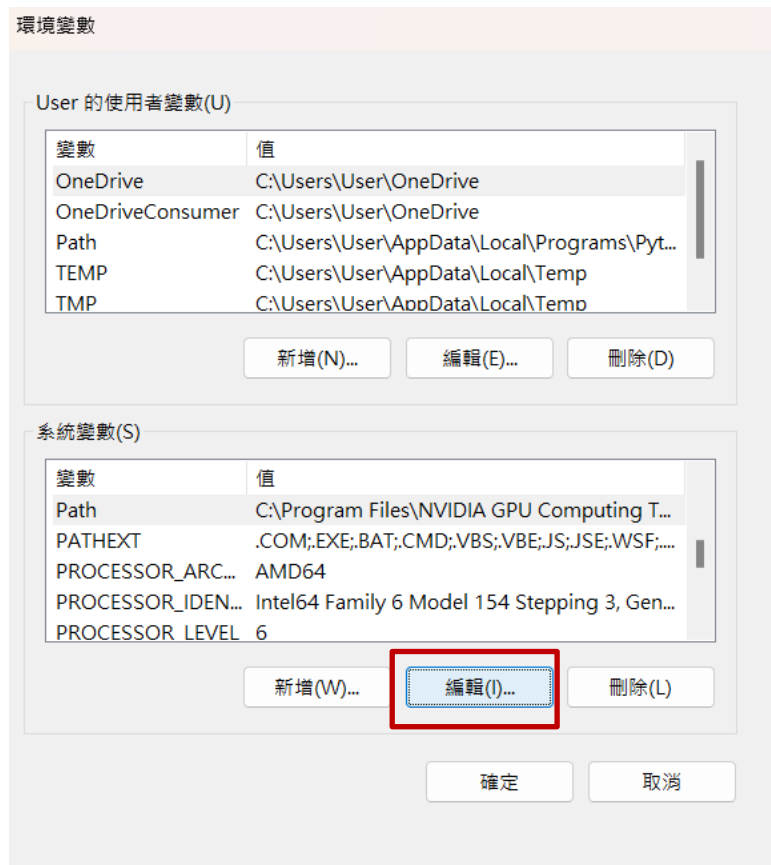 環境變數
User 的使用者變數(U)
變數 值
OneDrive C:\Users\User\OneDrive
OneDriveConsumer C:\Users\User\OneDrive
Path C:\Users\User\AppData\Local\Programs\Pyt...
TEMP C:\Users\User\AppData\Local\Temp
TMP C:\Users\User\AppData\Local\Temp
新增(N)... 編輯(E)... 刪除(D)
系統變數(S)
變數 值
Path C:\Program Files\NVIDIA GPU Computing T...
PATHEXT .COM;.EXE;.BAT;.CMD;.VBS;.VBE;.JS;.JSE;.WSF;....
PROCESSOR_ARC... AMD64
PROCESSOR_IDEN... Intel64 Family 6 Model 154 Stepping 3, Gen...
PROCESSOR_LEVEL 6
新增(W)... 編輯(I)... 刪除(L)
確定 取消